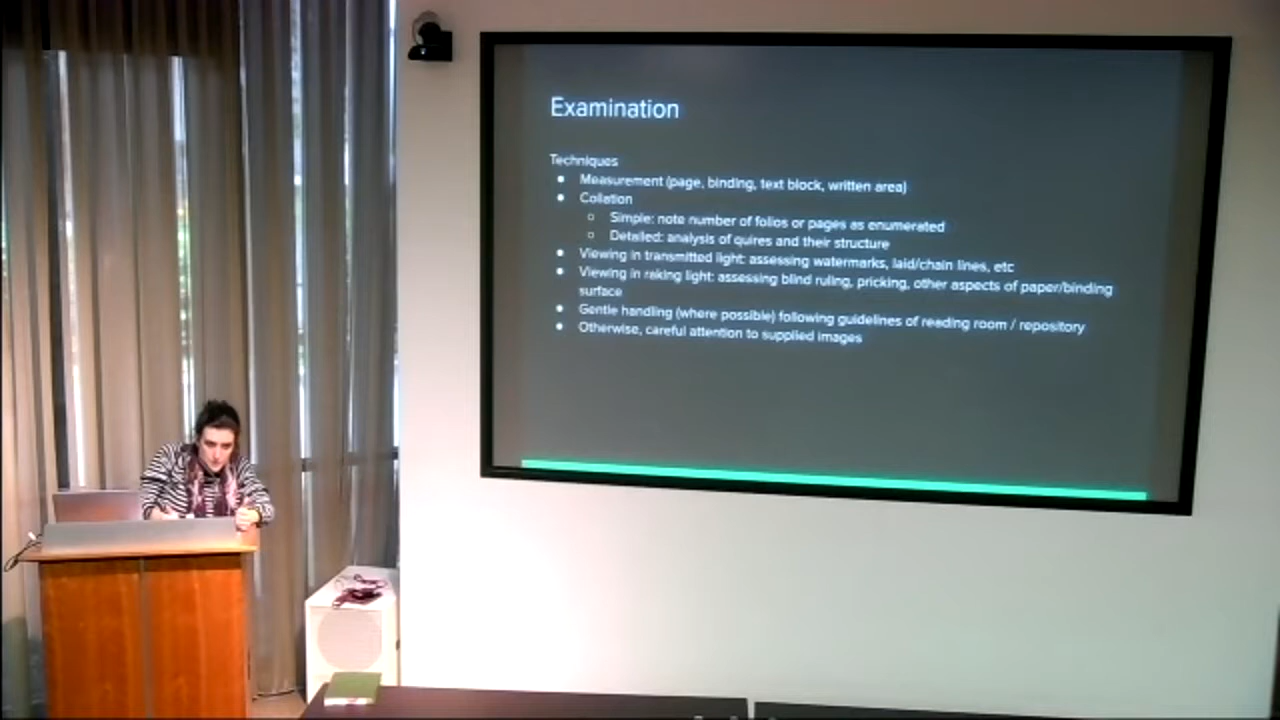 Examination
Techniques
● Measurement (page, binding, text block, written area)
● Collation
○ Simple: note number of folios or pages as enumerated
○ Detailed: analysis of quires and their structure
● Viewing in transmitted light: assessing watermarks, laid/chain lines, etc
● Viewing in raking light: assessing blind ruling, pricking, other aspects of paper/binding
surface
● Gentle handling (where possible) following guidelines of reading room / repository
● Otherwise, careful attention to supplied images